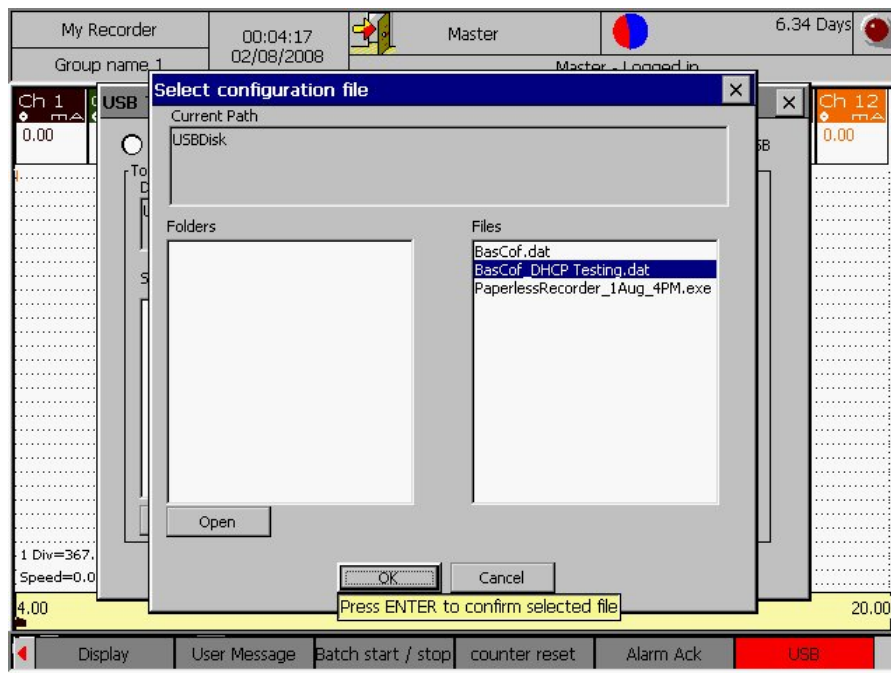 My Recorder
00:04:17
02/08/2008
Master
6.34 Days
Group name 1
Master - Logged in
Ch 1
mA
0.00
USB
Select configuration file
Current Path
USBDisk
Folders
Files
BasCof.dat
BasCof_DHCP Testing.dat
PaperlessRecorder_1Aug_4PM.exe
Open
OK
Cancel
Press ENTER to confirm selected file
Ch 12
mA
0.00
1 Div=367.
Speed=0.0
4.00
20.00
Display
User Message
Batch start / stop
counter reset
Alarm Ack
USB